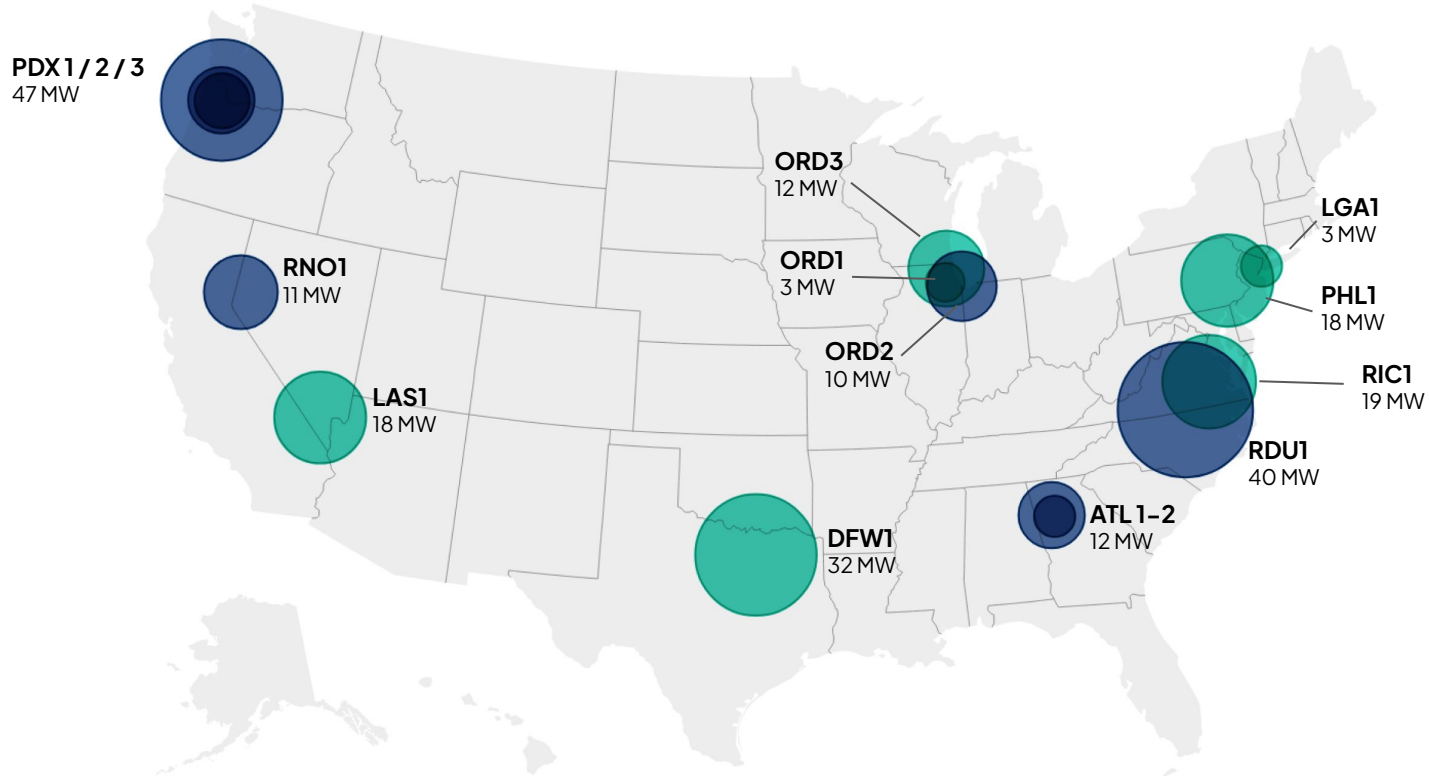 PDX 1 / 2 / 3
47 MW
ORD3
12 MW
LGA1
3 MW
ORD1
3 MW
RNO1
11 MW
PHL1
18 MW
ORD2
10 MW
RIC1
19 MW
LAS1
18 MW
RDU1
40 MW
ATL 1–2
12 MW
DFW1
32 MW